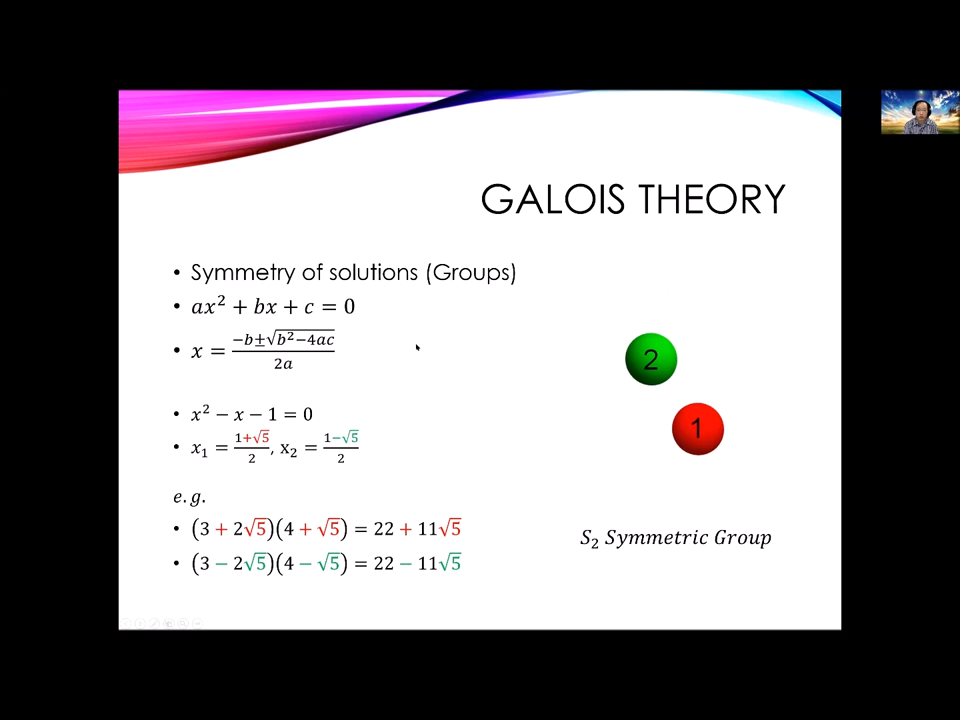 GALOIS THEORY
• Symmetry of solutions (Groups)
• 𝑎𝑥² + 𝑏𝑥 + 𝑐 = 0
• 𝑥 = (−𝑏±√(𝑏²−4𝑎𝑐))/(2𝑎)
• 𝑥² − 𝑥 − 1 = 0
• 𝑥₁ = (1+√5)/2, x₂ = (1−√5)/2
𝑒.𝑔.
• (3 + 2√5)(4 + √5) = 22 + 11√5
• (3 − 2√5)(4 − √5) = 22 − 11√5
2
1
𝑆₂ 𝑆𝑦𝑚𝑚𝑒𝑡𝑟𝑖𝑐 𝐺𝑟𝑜𝑢𝑝